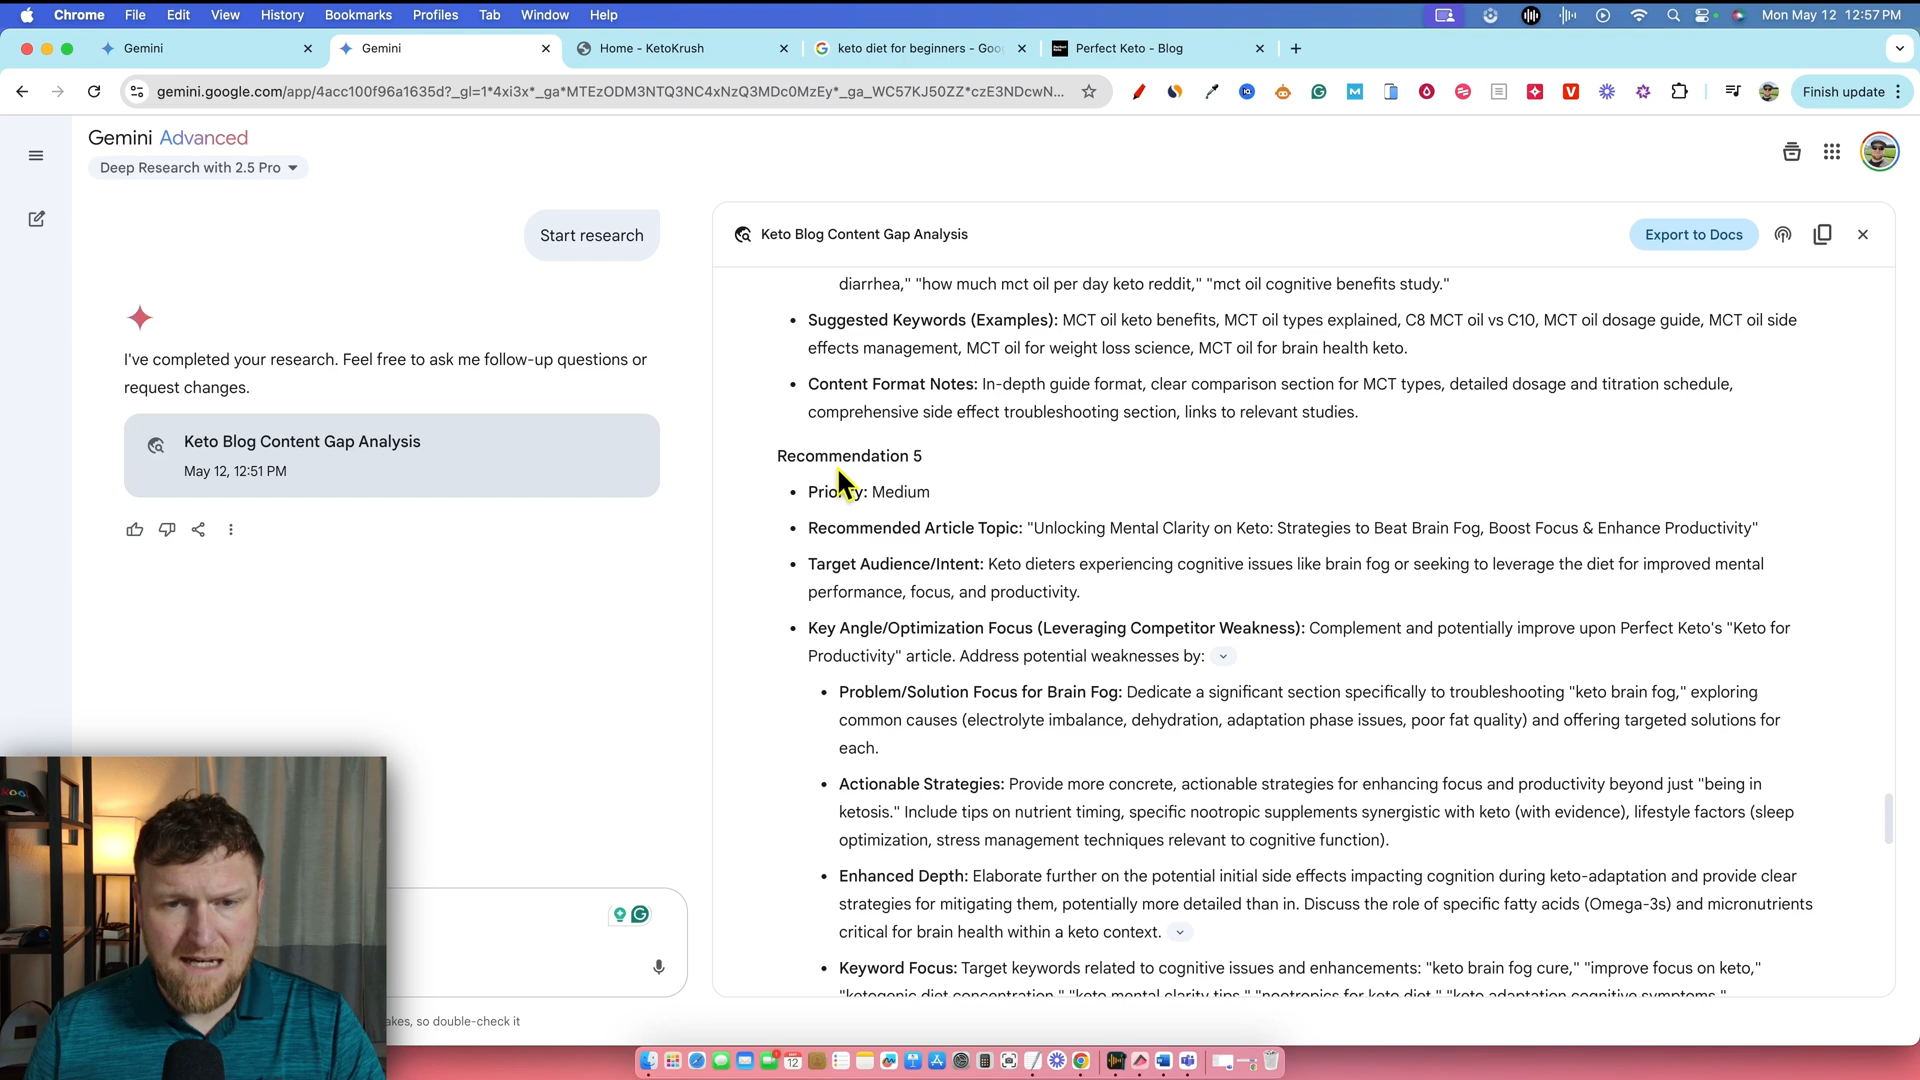 Chrome File Edit View History Bookmarks Profiles Tab Window Help Mon May 12 12:57 PM
Gemini Gemini Home - KetoKrush keto diet for beginners - Goo Perfect Keto - Blog
gemini.google.com/app/4acc100f96a1635d?_gl=1*4xi3x*_ga*MTEzODM3NTQ3NC4xNzQ3MDc0MzEy*_ga_WC57KJ50ZZ*czE3NDcwN... Finish update
Gemini Advanced
Deep Research with 2.5 Pro
Start research
I've completed your research. Feel free to ask me follow-up questions or
request changes.
Keto Blog Content Gap Analysis
May 12, 12:51 PM
akes, so double-check it
Keto Blog Content Gap Analysis
Export to Docs
diarrhea," "how much mct oil per day keto reddit," "mct oil cognitive benefits study."
• Suggested Keywords (Examples): MCT oil keto benefits, MCT oil types explained, C8 MCT oil vs C10, MCT oil dosage guide, MCT oil side
effects management, MCT oil for weight loss science, MCT oil for brain health keto.
• Content Format Notes: In-depth guide format, clear comparison section for MCT types, detailed dosage and titration schedule,
comprehensive side effect troubleshooting section, links to relevant studies.
Recommendation 5
• Priority: Medium
• Recommended Article Topic: "Unlocking Mental Clarity on Keto: Strategies to Beat Brain Fog, Boost Focus & Enhance Productivity"
• Target Audience/Intent: Keto dieters experiencing cognitive issues like brain fog or seeking to leverage the diet for improved mental
performance, focus, and productivity.
• Key Angle/Optimization Focus (Leveraging Competitor Weakness): Complement and potentially improve upon Perfect Keto's "Keto for
Productivity" article. Address potential weaknesses by:
• Problem/Solution Focus for Brain Fog: Dedicate a significant section specifically to troubleshooting "keto brain fog," exploring
common causes (electrolyte imbalance, dehydration, adaptation phase issues, poor fat quality) and offering targeted solutions for
each.
• Actionable Strategies: Provide more concrete, actionable strategies for enhancing focus and productivity beyond just "being in
ketosis." Include tips on nutrient timing, specific nootropic supplements synergistic with keto (with evidence), lifestyle factors (sleep
optimization, stress management techniques relevant to cognitive function).
• Enhanced Depth: Elaborate further on the potential initial side effects impacting cognition during keto-adaptation and provide clear
strategies for mitigating them, potentially more detailed than in. Discuss the role of specific fatty acids (Omega-3s) and micronutrients
critical for brain health within a keto context.
• Keyword Focus: Target keywords related to cognitive issues and enhancements: "keto brain fog cure," "improve focus on keto,"
"ketogenic diet concentration," "keto mental clarity tips," "nootropics for keto diet," "keto adaptation cognitive symptoms."